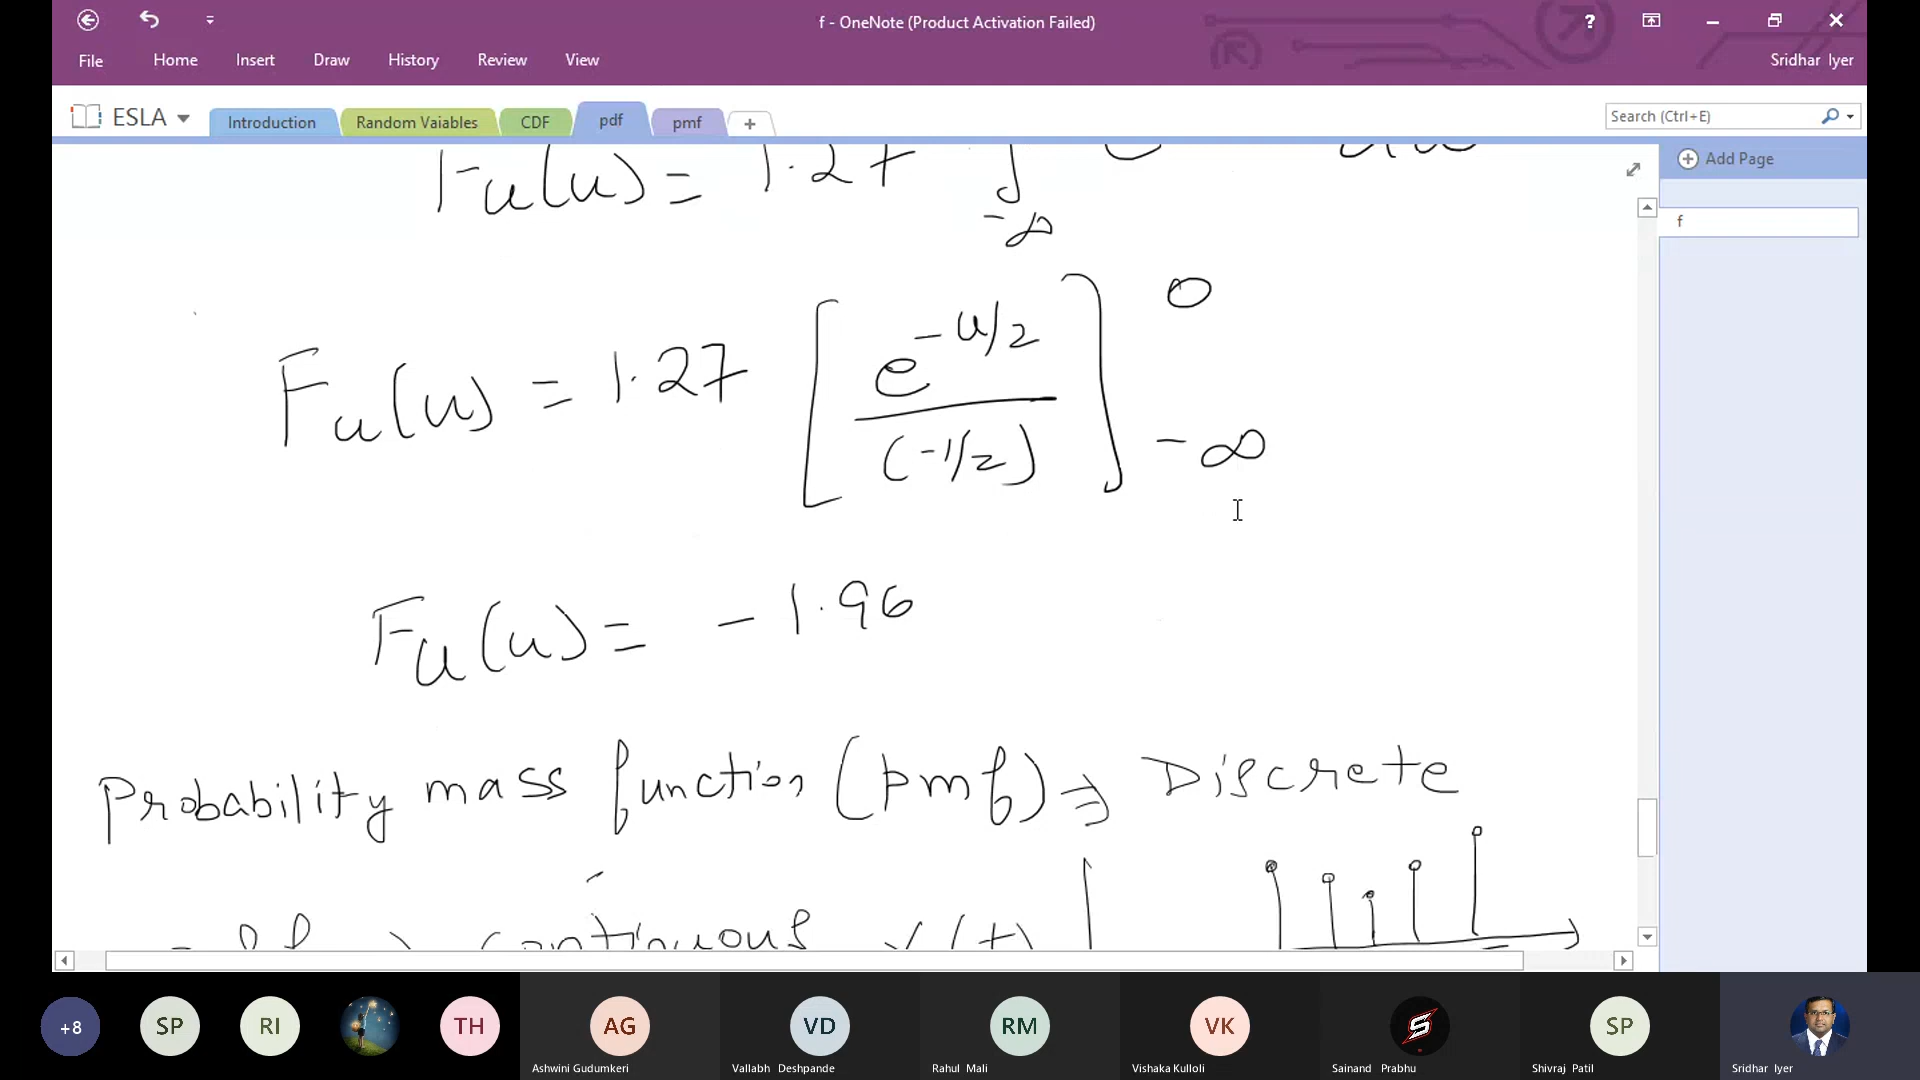 f - OneNote (Product Activation Failed)
?
File Home Insert Draw History Review View
Sridhar Iyer
ESLA Introduction Random Vaiables CDF pdf pmf +
Search (Ctrl+E)
Add Page
f
Fu(u) = 1.27 ∫
-∞
Fu(u) = 1.27 [ e^-u/2 / (-1/2) ] 0 -∞
Fu(u) = - 1.96
Probability mass function (pmf) ⇒ Discrete
continuous
+8 SP RI TH AG VD RM VK S SP
Ashwini Gudumkeri Vallabh Deshpande Rahul Mali Vishaka Kulloli Sainand Prabhu Shivraj Patil Sridhar Iyer